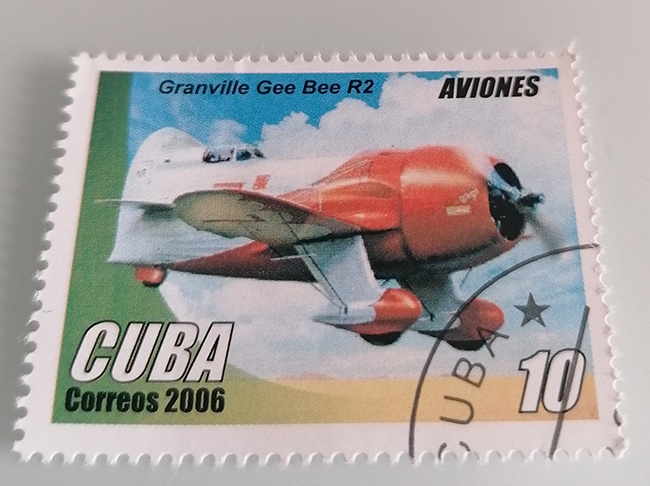 Granville Gee Bee R2
AVIONES
CUBA
Correos 2006
10
CUBA